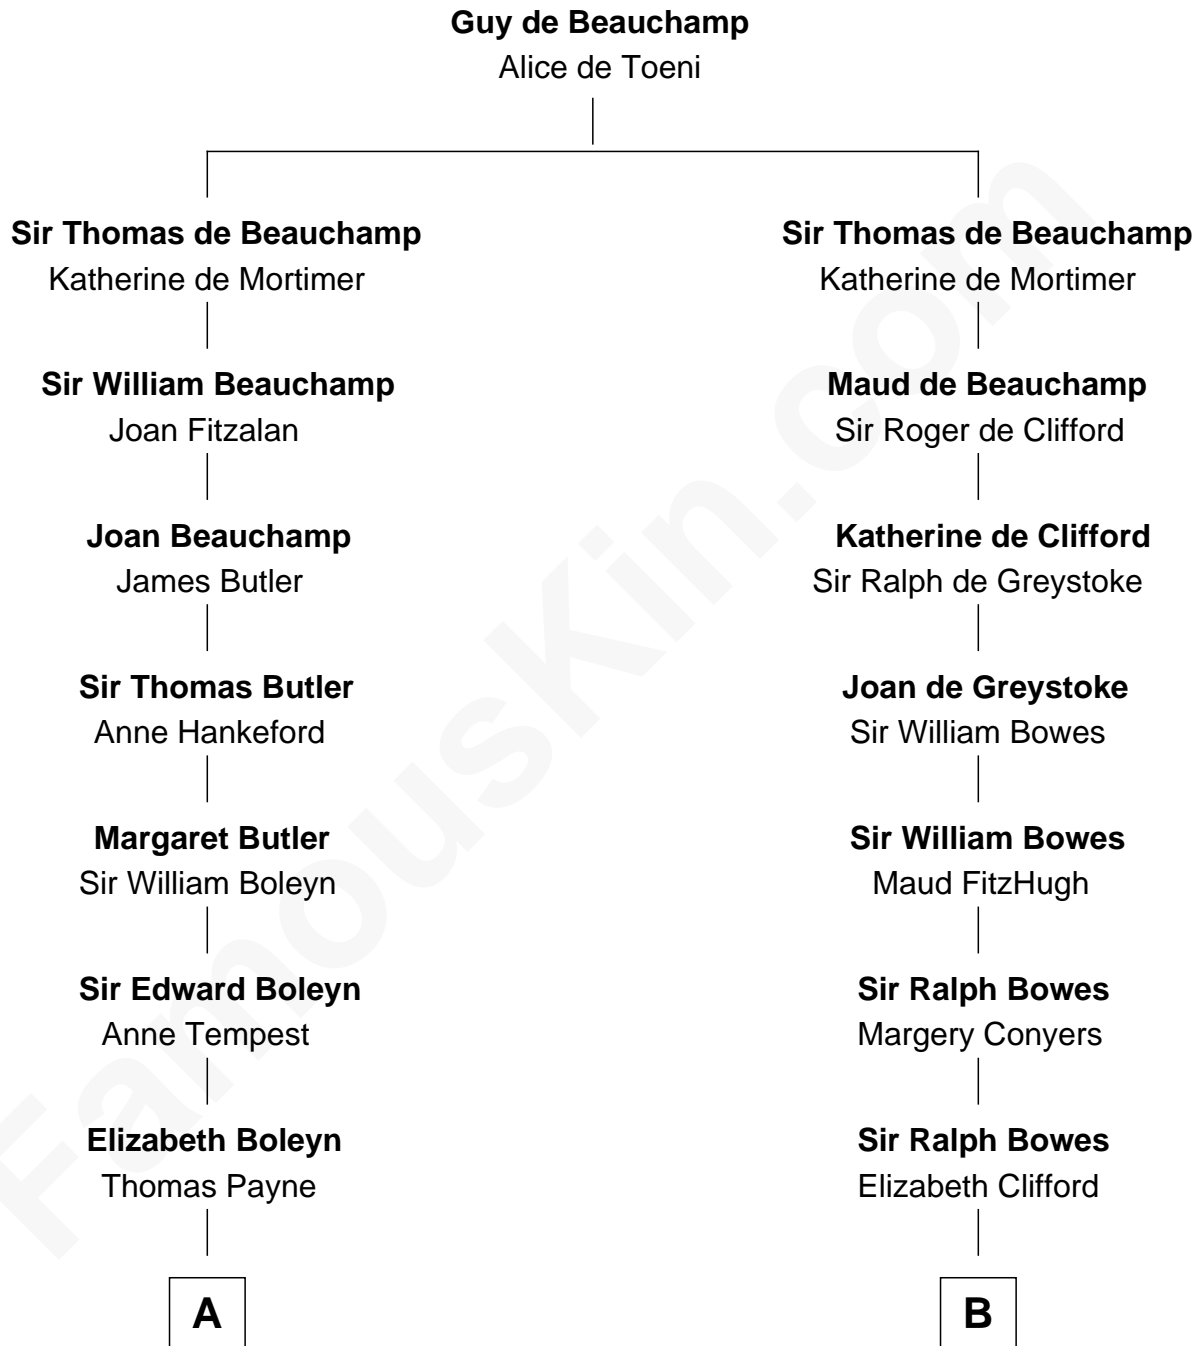 Guy de Beauchamp
Alice de Toeni
Sir Thomas de Beauchamp
Katherine de Mortimer
Sir Thomas de Beauchamp
Katherine de Mortimer
Sir William Beauchamp
Joan Fitzalan
Maud de Beauchamp
Sir Roger de Clifford
Joan Beauchamp
James Butler
Katherine de Clifford
Sir Ralph de Greystoke
Sir Thomas Butler
Anne Hankeford
Joan de Greystoke
Sir William Bowes
Margaret Butler
Sir William Boleyn
Sir William Bowes
Maud FitzHugh
Sir Edward Boleyn
Anne Tempest
Sir Ralph Bowes
Margery Conyers
Elizabeth Boleyn
Thomas Payne
Sir Ralph Bowes
Elizabeth Clifford
A
B
FamousKin.com